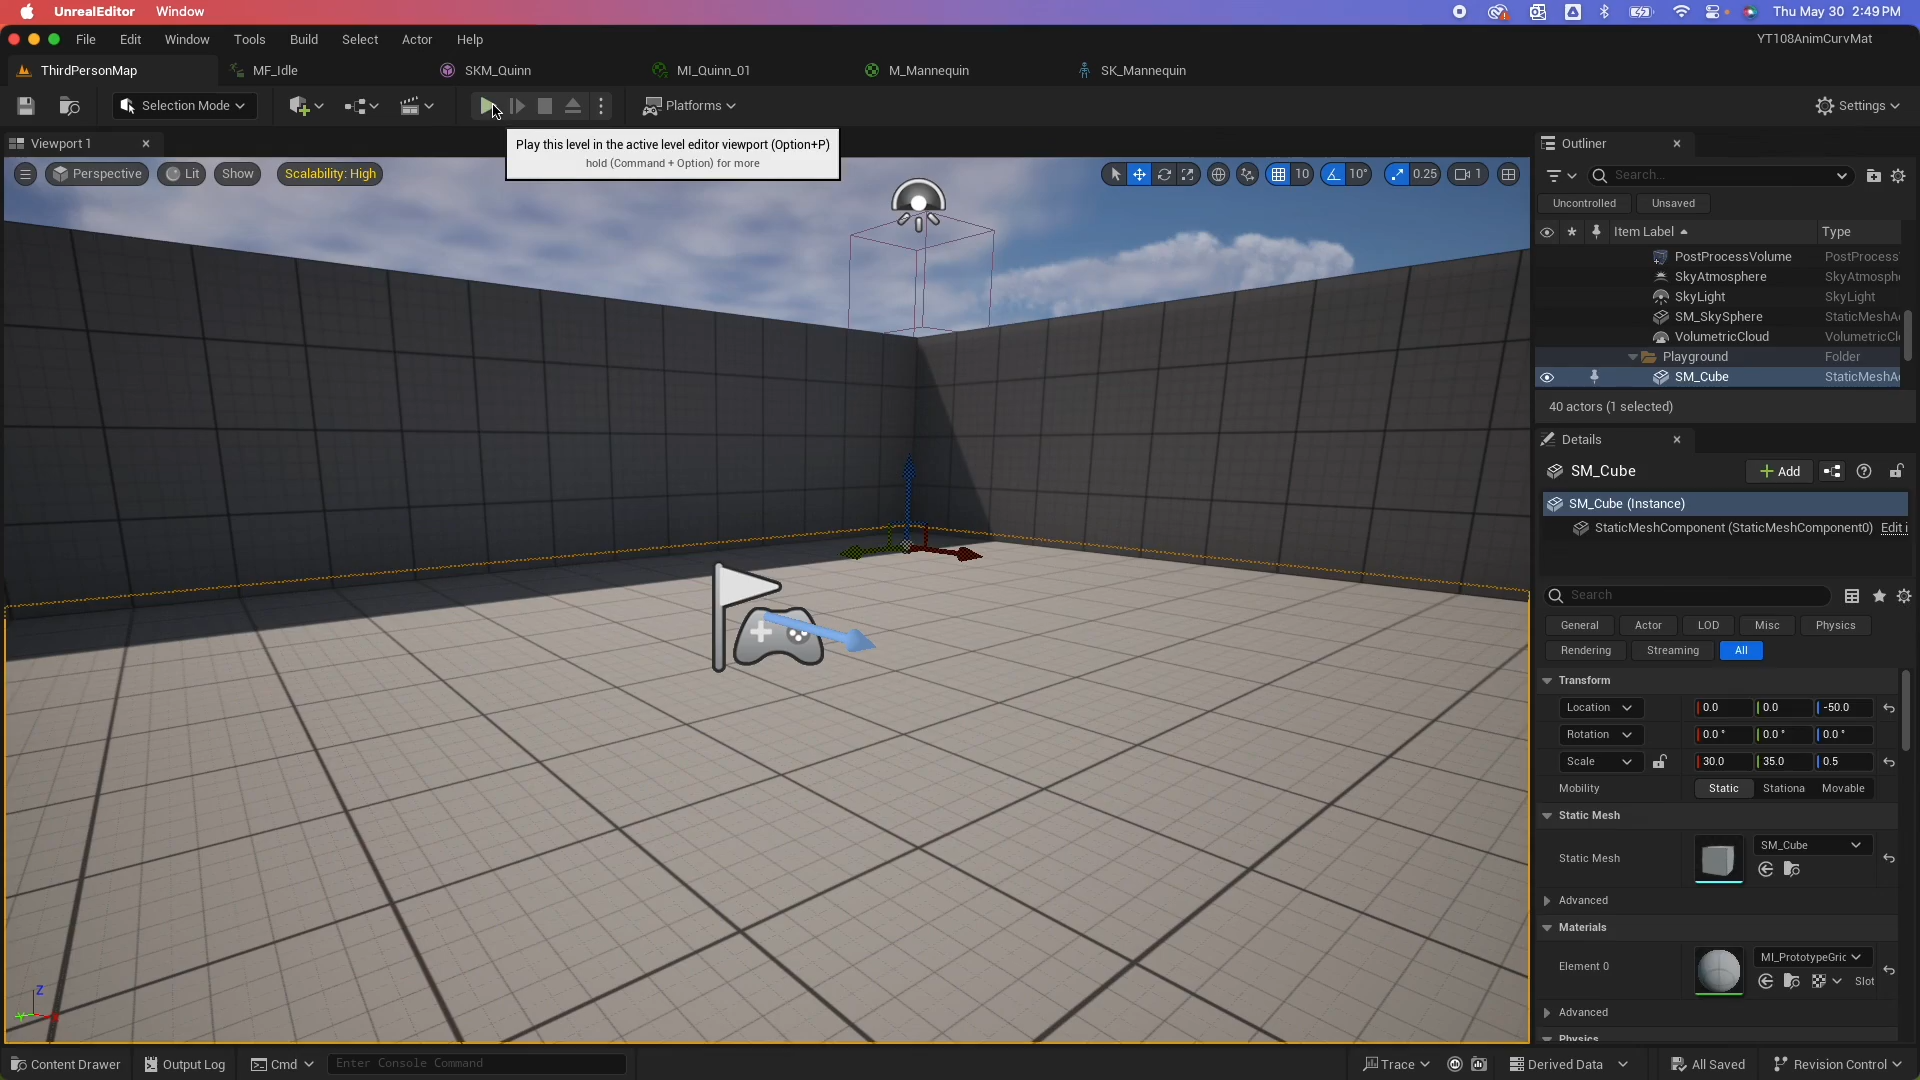 UnrealEditor Window Thu May 30 2:49 PM
File Edit Window Tools Build Select Actor Help YT108AnimCurvMat
ThirdPersonMap MF_Idle SKM_Quinn MI_Quinn_01 M_Mannequin SK_Mannequin
Selection Mode Platforms Settings
Viewport 1 Outliner
Play this level in the active level editor viewport (Option+P)
hold (Command + Option) for more
Perspective Lit Show Scalability: High 10 10° 0.25 1 Search...
Uncontrolled Unsaved
Item Label Type
PostProcessVolume PostProcess
SkyAtmosphere SkyAtmosph
SkyLight SkyLight
SM_SkySphere StaticMeshA
VolumetricCloud VolumetricCl
Playground Folder
SM_Cube StaticMeshA
40 actors (1 selected)
Details
SM_Cube Add
SM_Cube (Instance)
StaticMeshComponent (StaticMeshComponent0) Edit i
Search
General Actor LOD Misc Physics
Rendering Streaming All
Transform
Location 0.0 0.0 -50.0
Rotation 0.0 ° 0.0 ° 0.0 °
Scale 30.0 35.0 0.5
Mobility Static Stationa Movable
Static Mesh
SM_Cube
Static Mesh
Advanced
Materials
MI_PrototypeGric
Element 0
Slot
Advanced
Physics
Z
Content Drawer Output Log Cmd Enter Console Command Trace Derived Data All Saved Revision Control